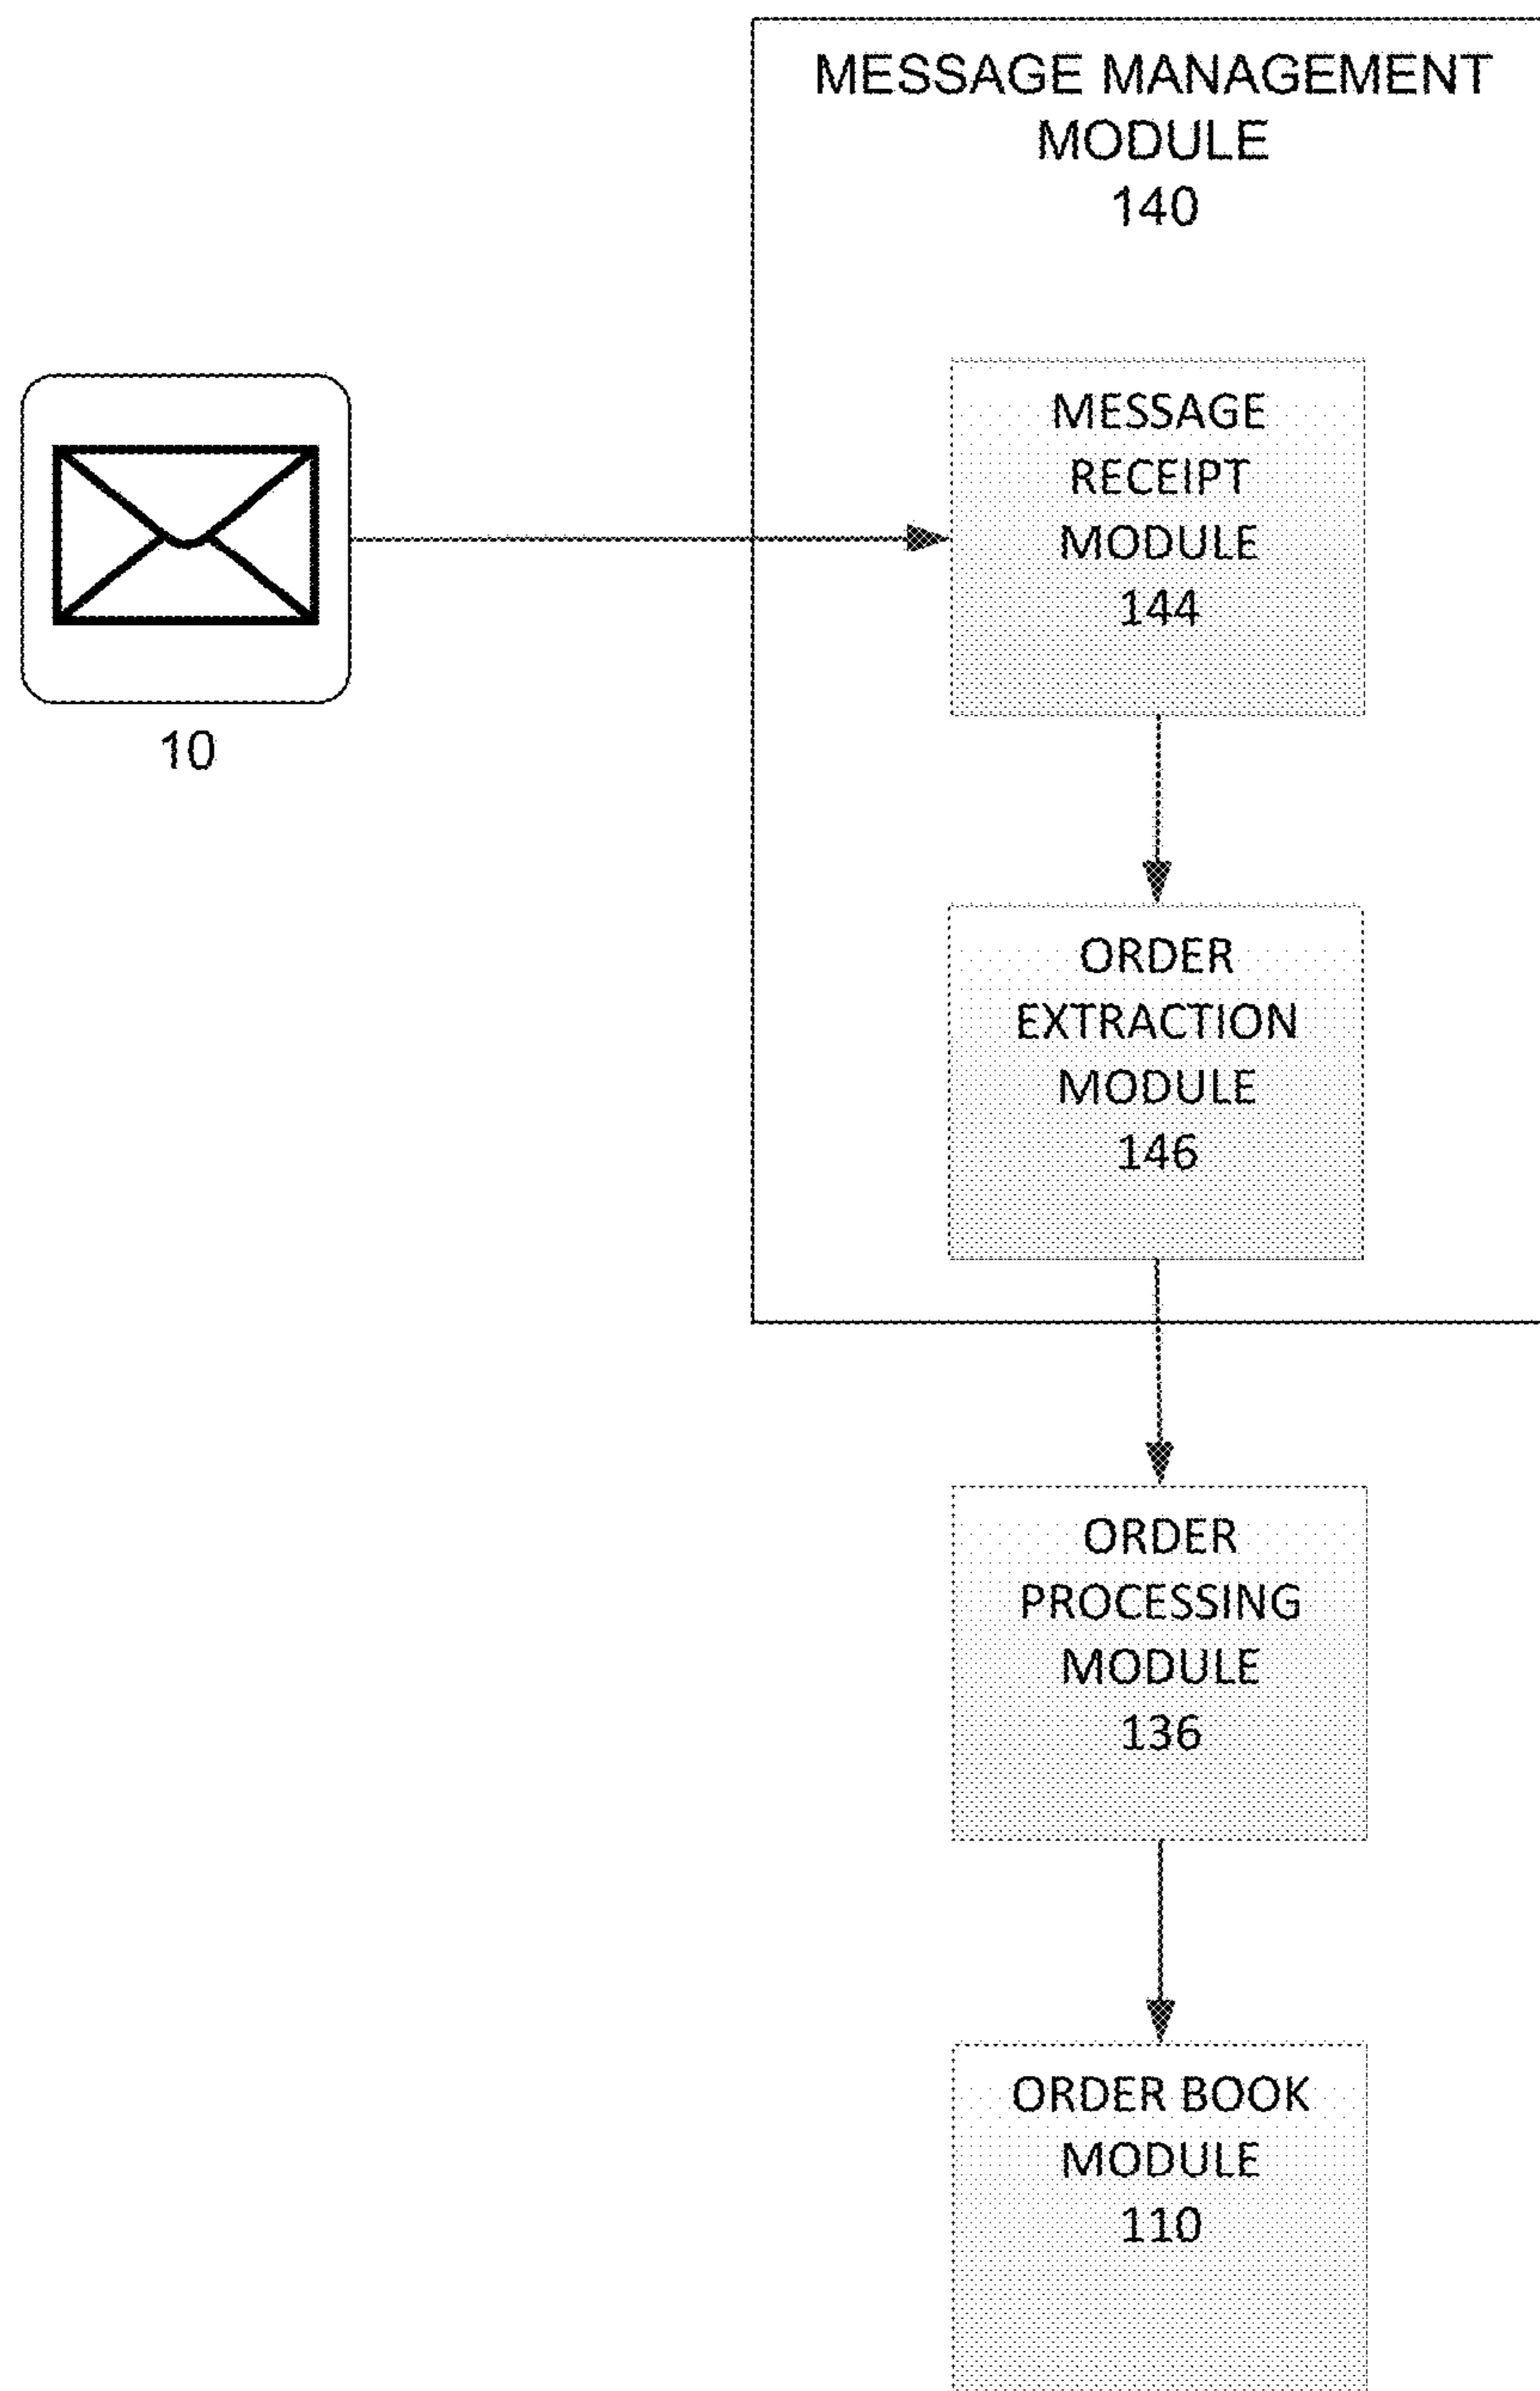 MESSAGE MANAGEMENT
MODULE
140
MESSAGE
RECEIPT
MODULE
144
10
ORDER
EXTRACTION
MODULE
146
ORDER
PROCESSING
MODULE
136
ORDER BOOK
MODULE
110